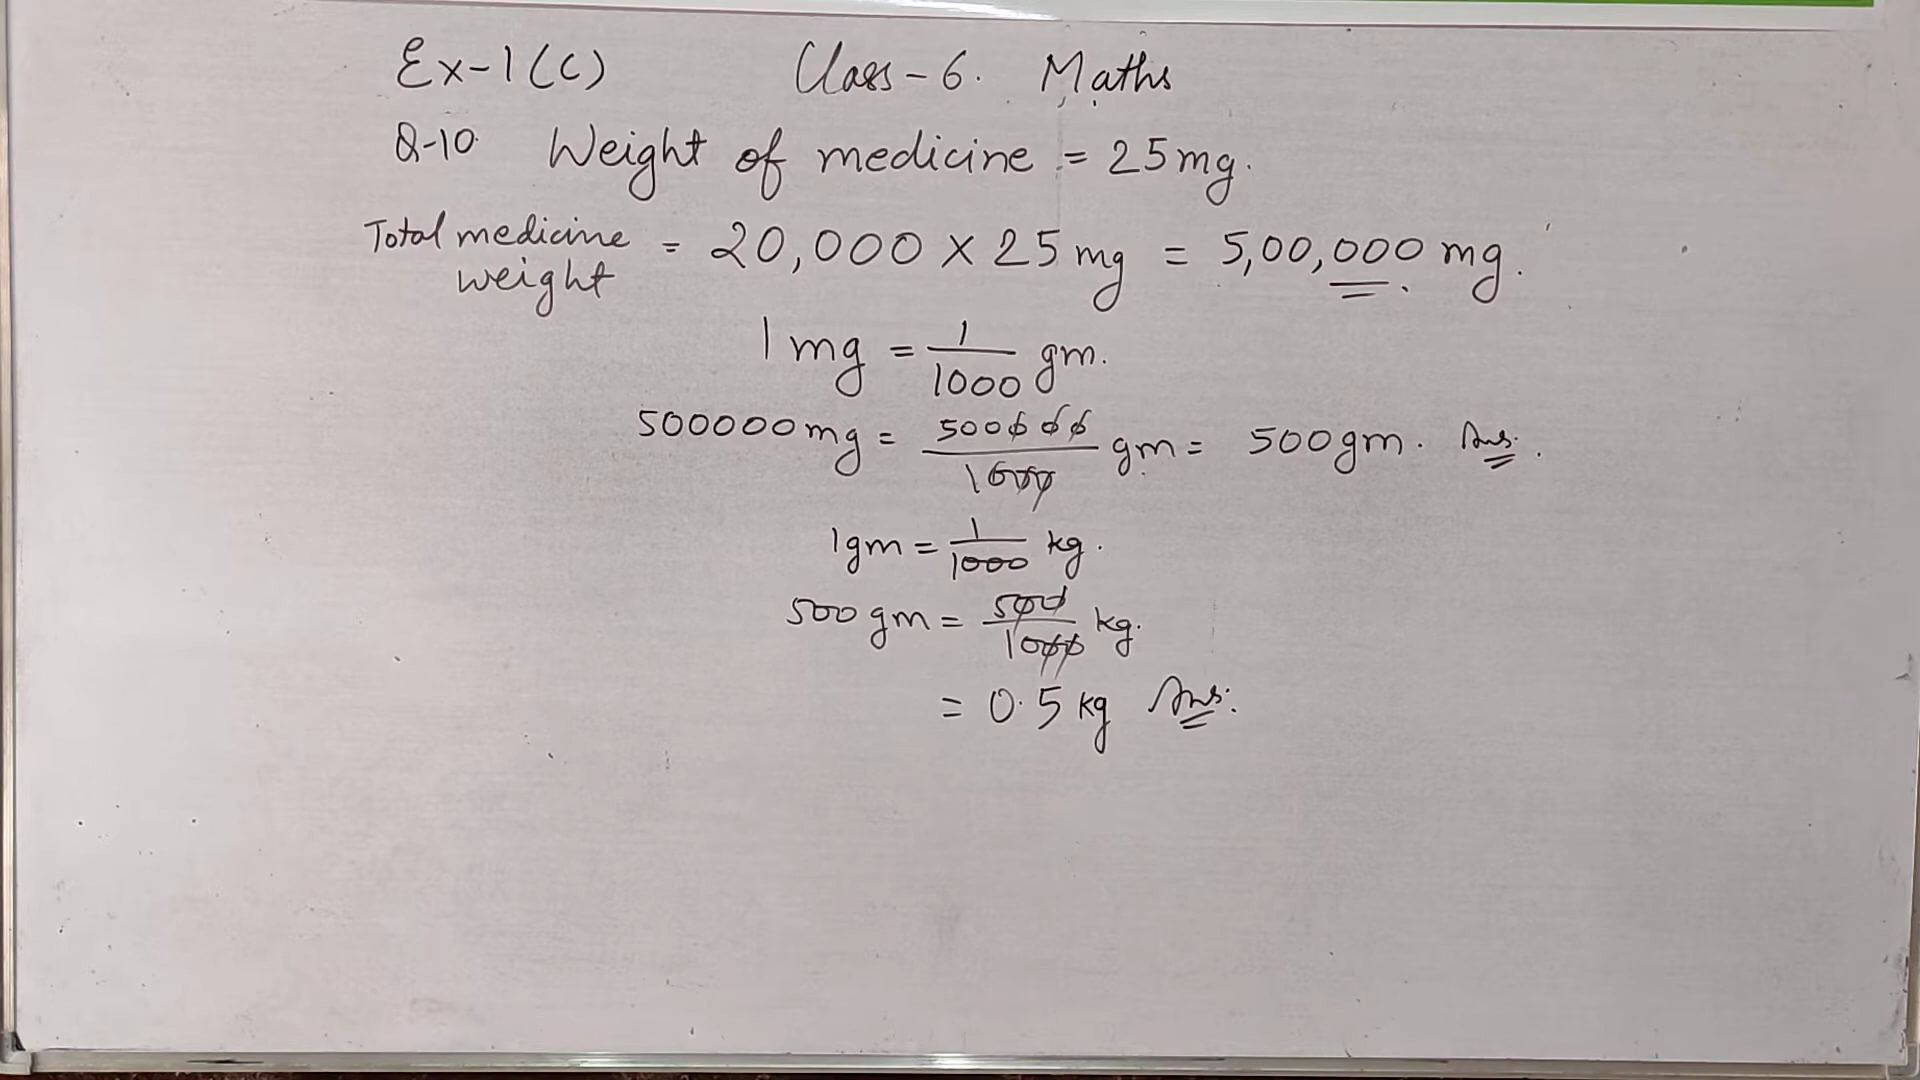 Ex-1(c) Class-6. Maths
Q-10. Weight of medicine = 25mg.
Total medicine weight = 20,000 × 25 mg = 5,00,000 mg.
1 mg = 1/1000 gm.
500000mg = 500000/1000 gm = 500gm. Ans.
1gm = 1/1000 kg.
500 gm = 500/1000 kg.
= 0.5 kg Ans.